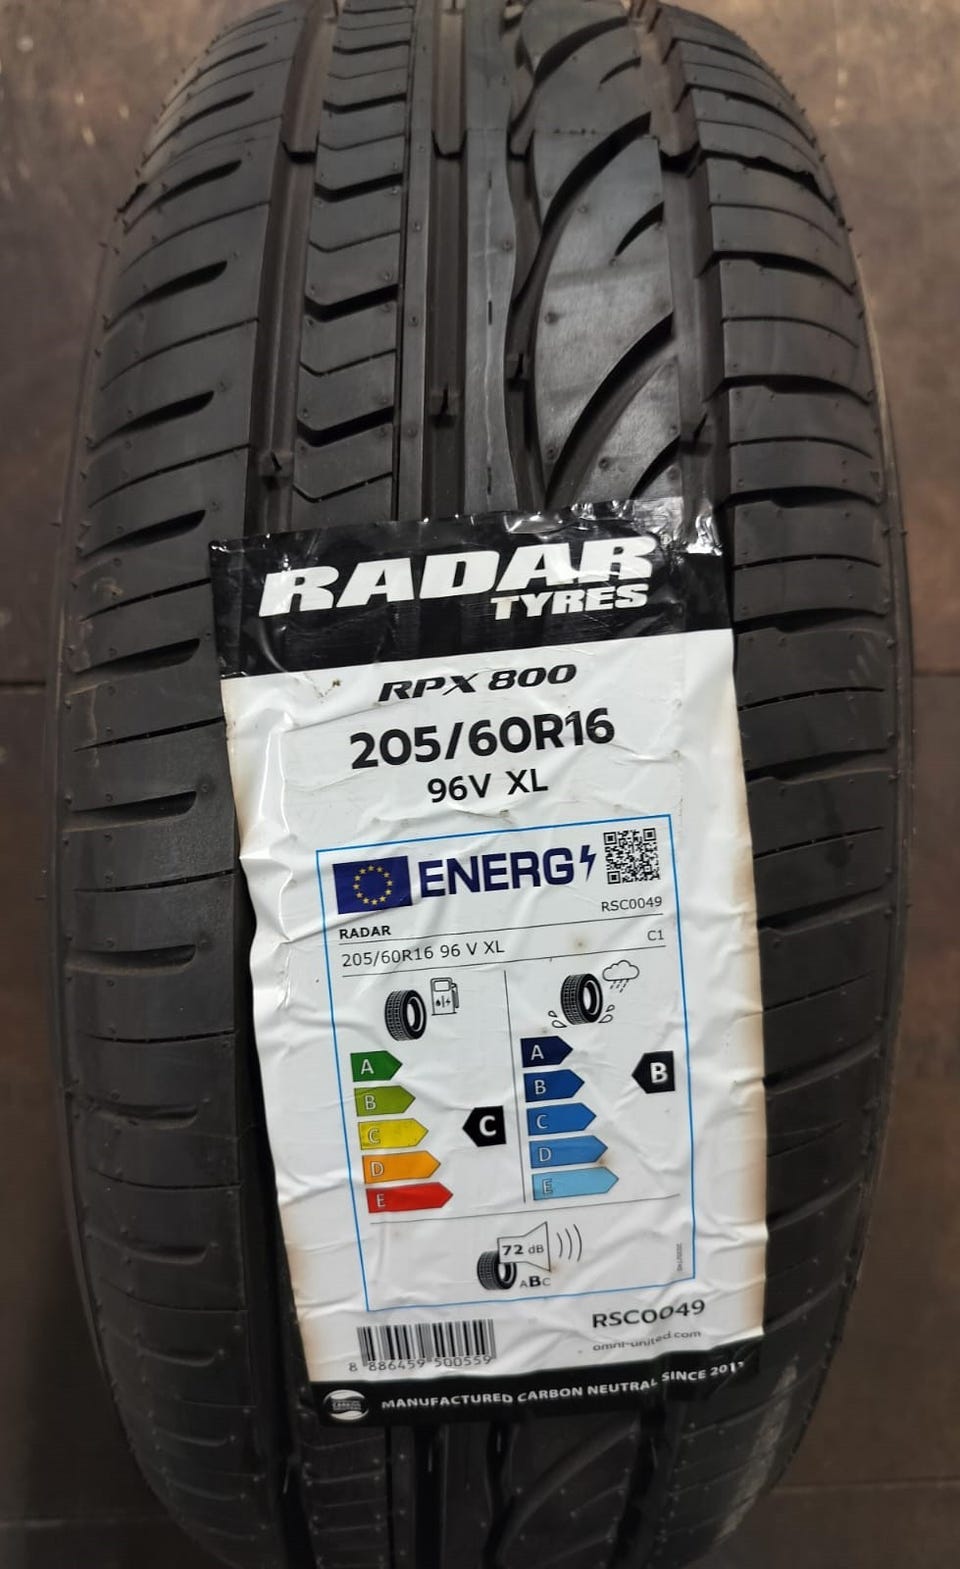 RADAR
TYRES
RPX 800
205/60R16
96V XL
ENERG
RSC0049
RADAR
205/60R16 96 V XL
C1
A
B
C
D
E
C
A
B
C
D
E
B
72 dB
ABC
RSC0049
omni-united.com
8 886459 500559
MANUFACTURED CARBON NEUTRAL SINCE